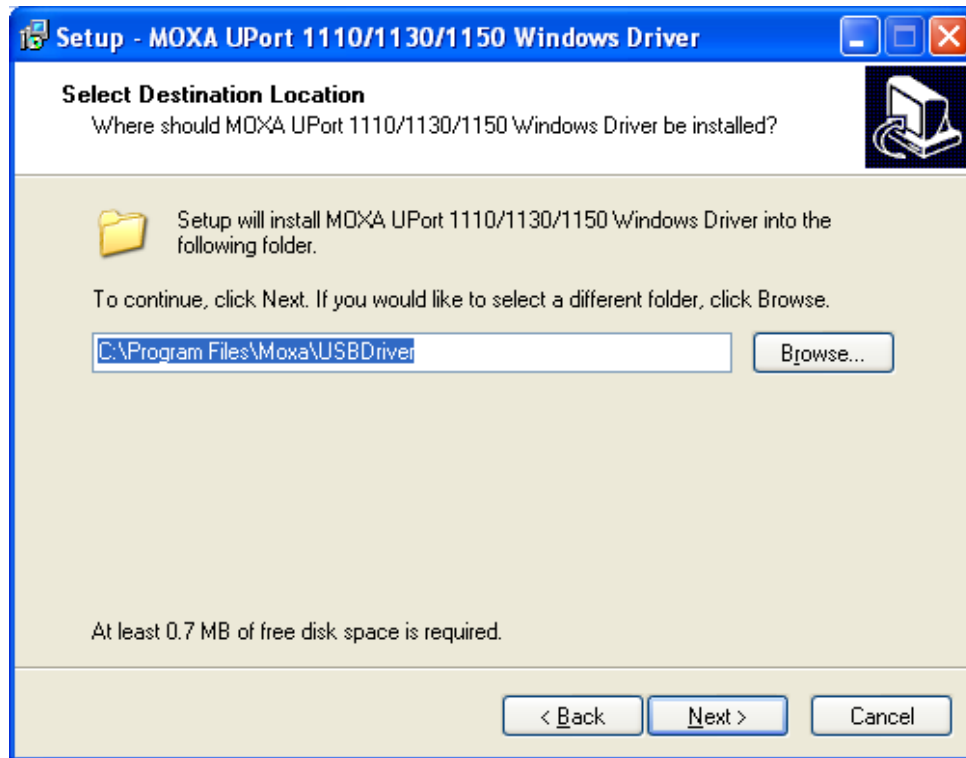 Setup - MOXA UPort 1110/1130/1150 Windows Driver
Select Destination Location
Where should MOXA UPort 1110/1130/1150 Windows Driver be installed?
Setup will install MOXA UPort 1110/1130/1150 Windows Driver into the
following folder.
To continue, click Next. If you would like to select a different folder, click Browse.
C:\Program Files\Moxa\USBDriver
Browse...
At least 0.7 MB of free disk space is required.
< Back
Next >
Cancel